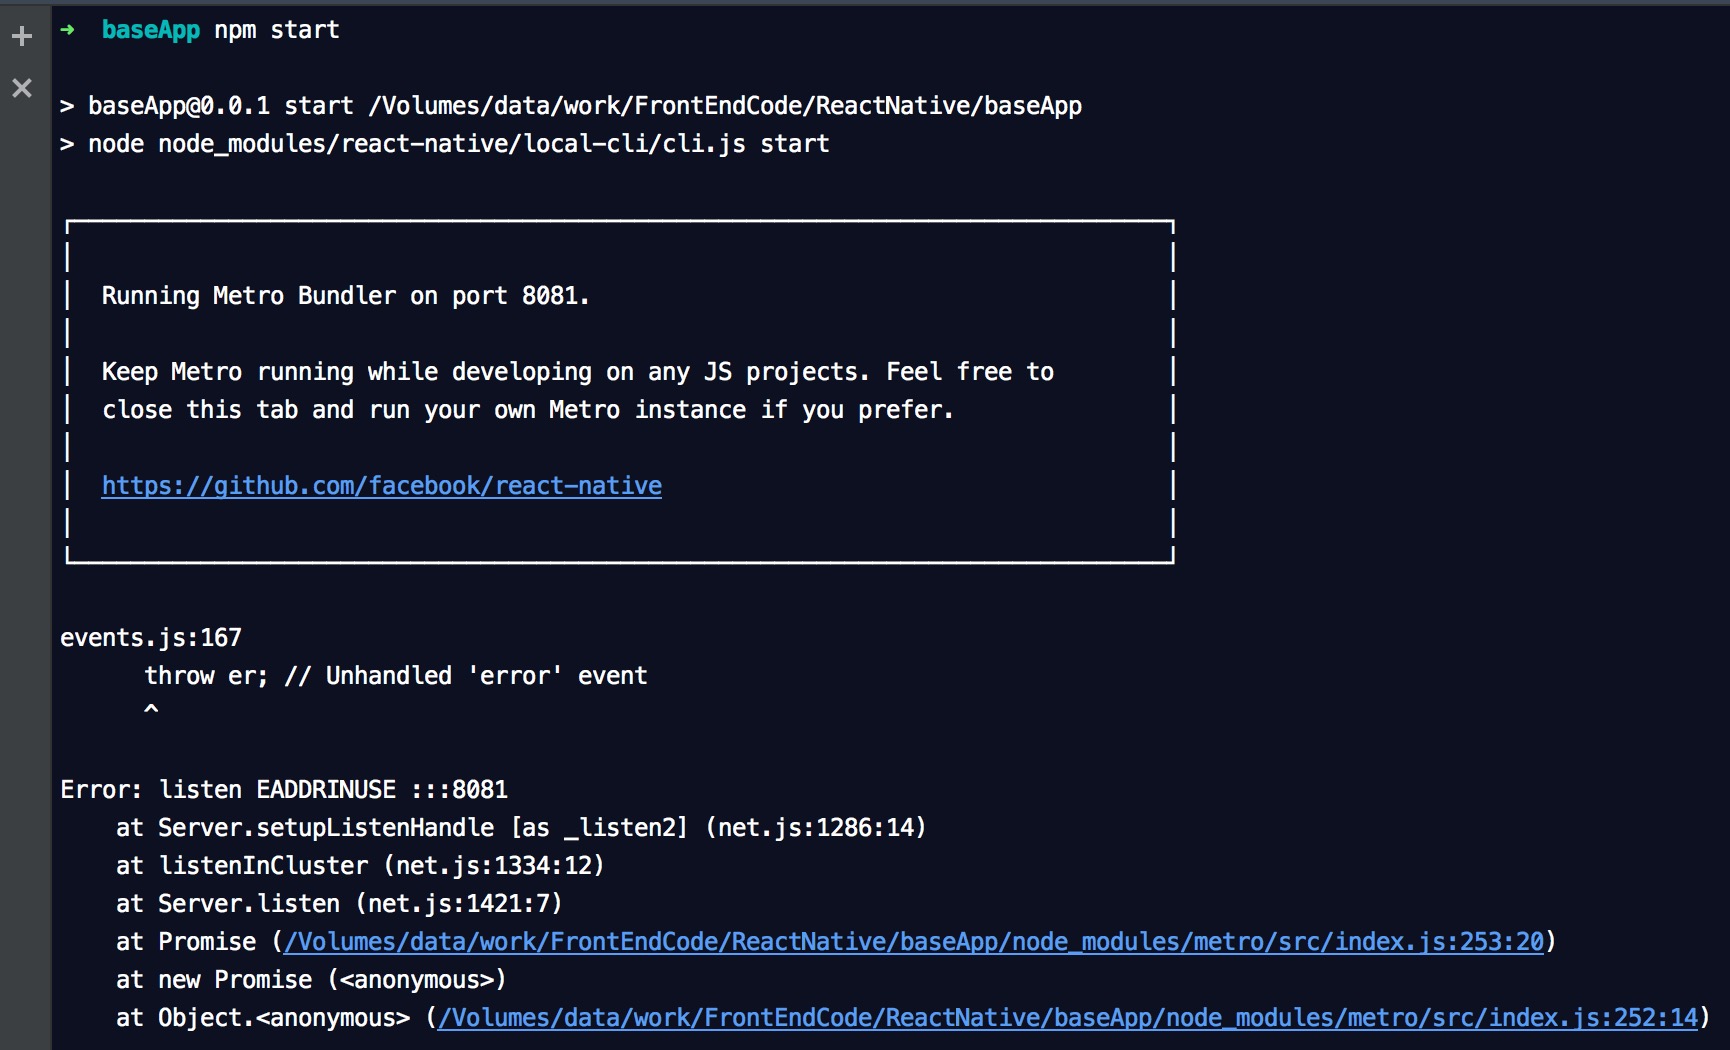 ➜  baseApp npm start
> baseApp@0.0.1 start /Volumes/data/work/FrontEndCode/ReactNative/baseApp
> node node_modules/react-native/local-cli/cli.js start
Running Metro Bundler on port 8081.
Keep Metro running while developing on any JS projects. Feel free to
close this tab and run your own Metro instance if you prefer.
https://github.com/facebook/react-native
events.js:167
      throw er; // Unhandled 'error' event
      ^
Error: listen EADDRINUSE :::8081
    at Server.setupListenHandle [as _listen2] (net.js:1286:14)
    at listenInCluster (net.js:1334:12)
    at Server.listen (net.js:1421:7)
    at Promise (/Volumes/data/work/FrontEndCode/ReactNative/baseApp/node_modules/metro/src/index.js:253:20)
    at new Promise (<anonymous>)
    at Object.<anonymous> (/Volumes/data/work/FrontEndCode/ReactNative/baseApp/node_modules/metro/src/index.js:252:14)